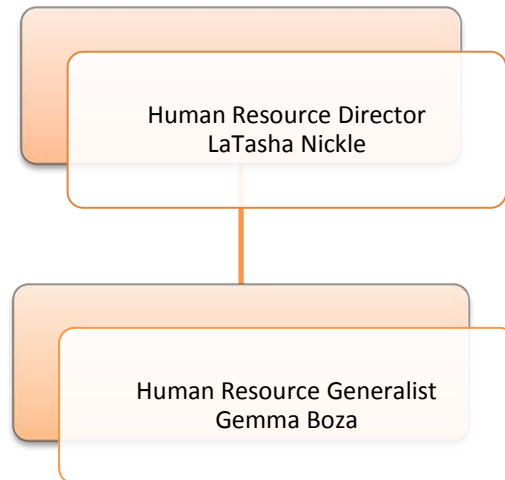 Human Resource Director
LaTasha Nickle
Human Resource Generalist
Gemma Boza